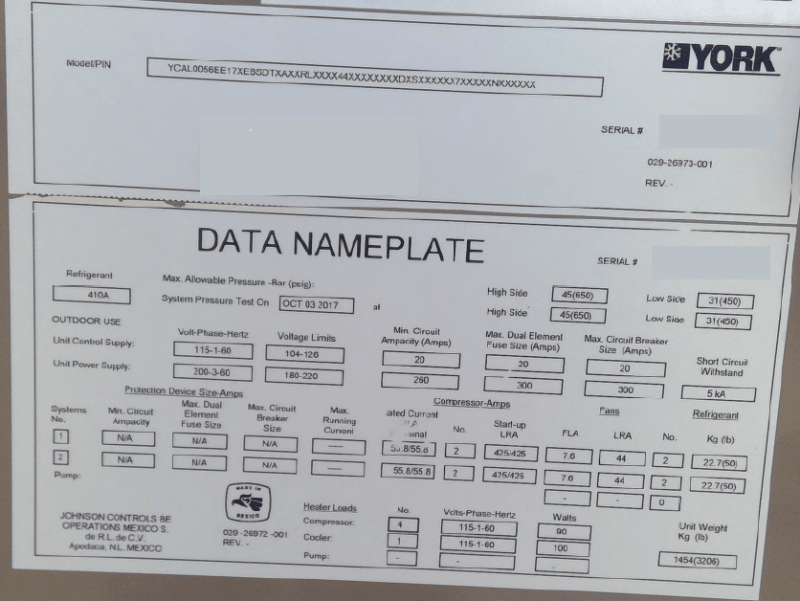 YORK
Model/PIN YCAL0056EE17XEBSDTXAXXRLXXXX44XXXXXXXXDXSXXXXXX7XXXXXNXXXXXX
SERIAL #
029-26973-001
REV. -
DATA NAMEPLATE
SERIAL #
Refrigerant
410A
Max. Allowable Pressure -Bar (psig): High Side 45(650) Low Side 31(450)
System Pressure Test On OCT 03 2017 at High Side 45(650) Low Side 31(450)
OUTDOOR USE
Volt-Phase-Hertz Voltage Limits Min. Circuit Ampacity (Amps) Max. Dual Element Fuse Size (Amps) Max. Circuit Breaker Size (Amps) Short Circuit Withstand
Unit Control Supply: 115-1-60 104-126 20 20 20
Unit Power Supply: 200-3-60 180-220 260 300 300 5 kA
Protection Device Size-Amps Compressor-Amps Fans Refrigerant
Systems No. Min. Circuit Ampacity Max. Dual Element Fuse Size Max. Circuit Breaker Size Max. Running Current ated Current No. Start-up LRA FLA LRA No. Kg (lb)
1 N/A N/A N/A — 55.8/55.8 2 425/425 7.6 44 2 22.7(50)
2 N/A N/A N/A — 55.8/55.8 2 425/425 7.6 44 2 22.7(50)
Pump: - - 0
MADE IN MEXICO
JOHNSON CONTROLS BE
OPERATIONS MEXICO S.
de R.L. de C.V.
Apodaca, N.L. MEXICO
029-26972-001
REV. -
Heater Loads No. Volts-Phase-Hertz Watts
Compressor: 4 115-1-60 90
Cooler: 1 115-1-60 100
Pump: -
Unit Weight
Kg (lb)
1454(3206)